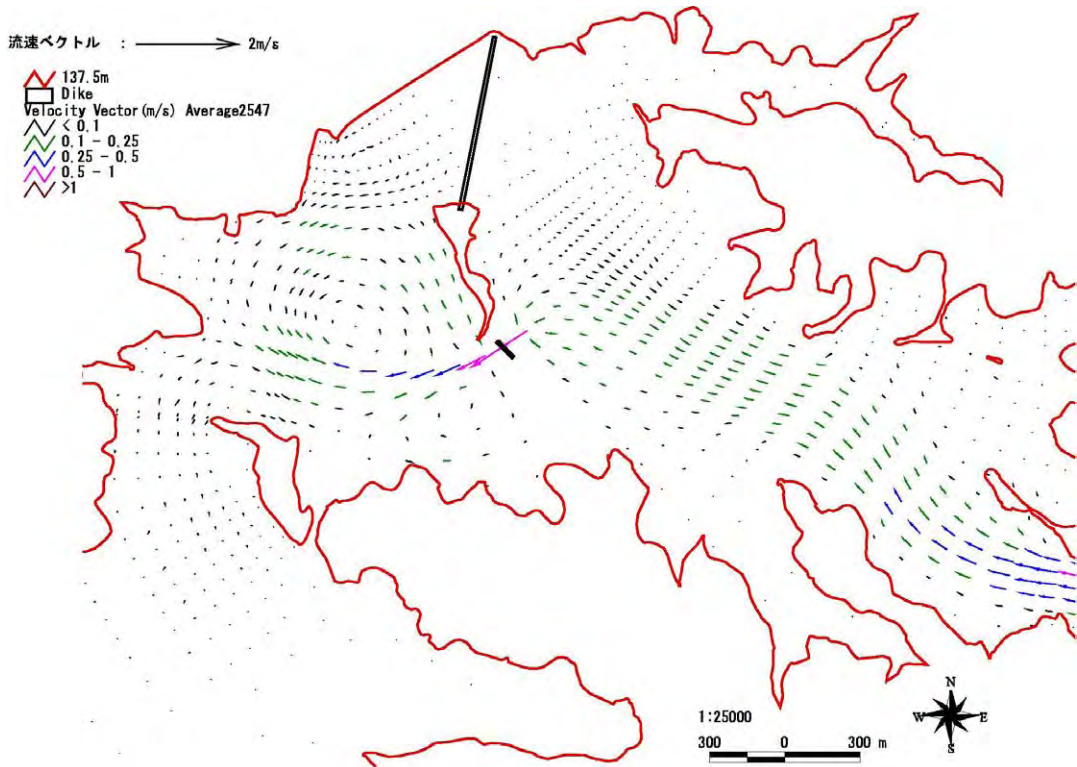 流速ベクトル : 2m/s
137.5m
Dike
Velocity Vector(m/s) Average2547
< 0.1
0.1 - 0.25
0.25 - 0.5
0.5 - 1
>1
N
W E
S
1:25000
300 0 300 m